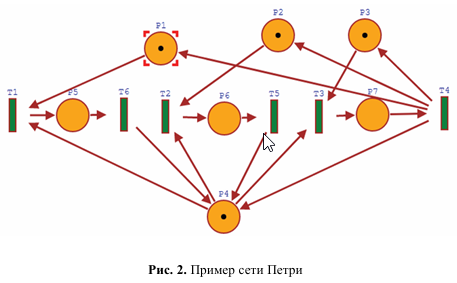 P1
P2
P3
T1
P5
T6
T2
P6
T5
T3
P7
T4
P4
Рис. 2. Пример сети Петри